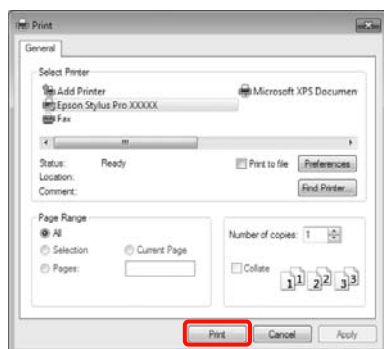 Print
General
Select Printer
Add Printer
Microsoft XPS Documen
Epson Stylus Pro XXXXX
Fax
Status: Ready
Print to file
Preferences
Location:
Comment:
Find Printer...
Page Range
All
Selection
Current Page
Pages:
Number of copies: 1
Collate
1 1 2 2 3 3
Print
Cancel
Apply